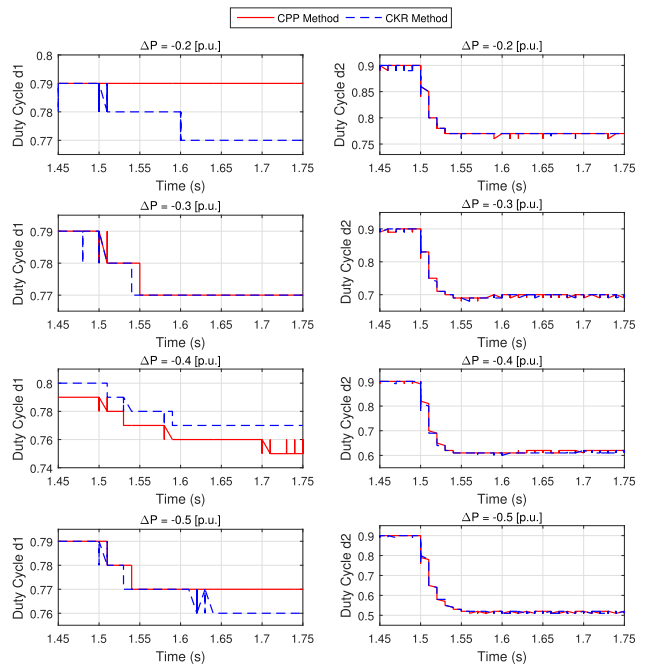 CPP Method CKR Method
ΔP = -0.2 [p.u.]
Duty Cycle d1
0.8
0.79
0.78
0.77
1.45 1.5 1.55 1.6 1.65 1.7 1.75
Time (s)
ΔP = -0.2 [p.u.]
Duty Cycle d2
0.9
0.85
0.8
0.75
1.45 1.5 1.55 1.6 1.65 1.7 1.75
Time (s)
ΔP = -0.3 [p.u.]
Duty Cycle d1
0.79
0.78
0.77
1.45 1.5 1.55 1.6 1.65 1.7 1.75
Time (s)
ΔP = -0.3 [p.u.]
Duty Cycle d2
0.9
0.8
0.7
1.45 1.5 1.55 1.6 1.65 1.7 1.75
Time (s)
ΔP = -0.4 [p.u.]
Duty Cycle d1
0.8
0.78
0.76
0.74
1.45 1.5 1.55 1.6 1.65 1.7 1.75
Time (s)
ΔP = -0.4 [p.u.]
Duty Cycle d2
0.9
0.8
0.7
0.6
1.45 1.5 1.55 1.6 1.65 1.7 1.75
Time (s)
ΔP = -0.5 [p.u.]
Duty Cycle d1
0.79
0.78
0.77
0.76
1.45 1.5 1.55 1.6 1.65 1.7 1.75
Time (s)
ΔP = -0.5 [p.u.]
Duty Cycle d2
0.9
0.8
0.7
0.6
0.5
1.45 1.5 1.55 1.6 1.65 1.7 1.75
Time (s)